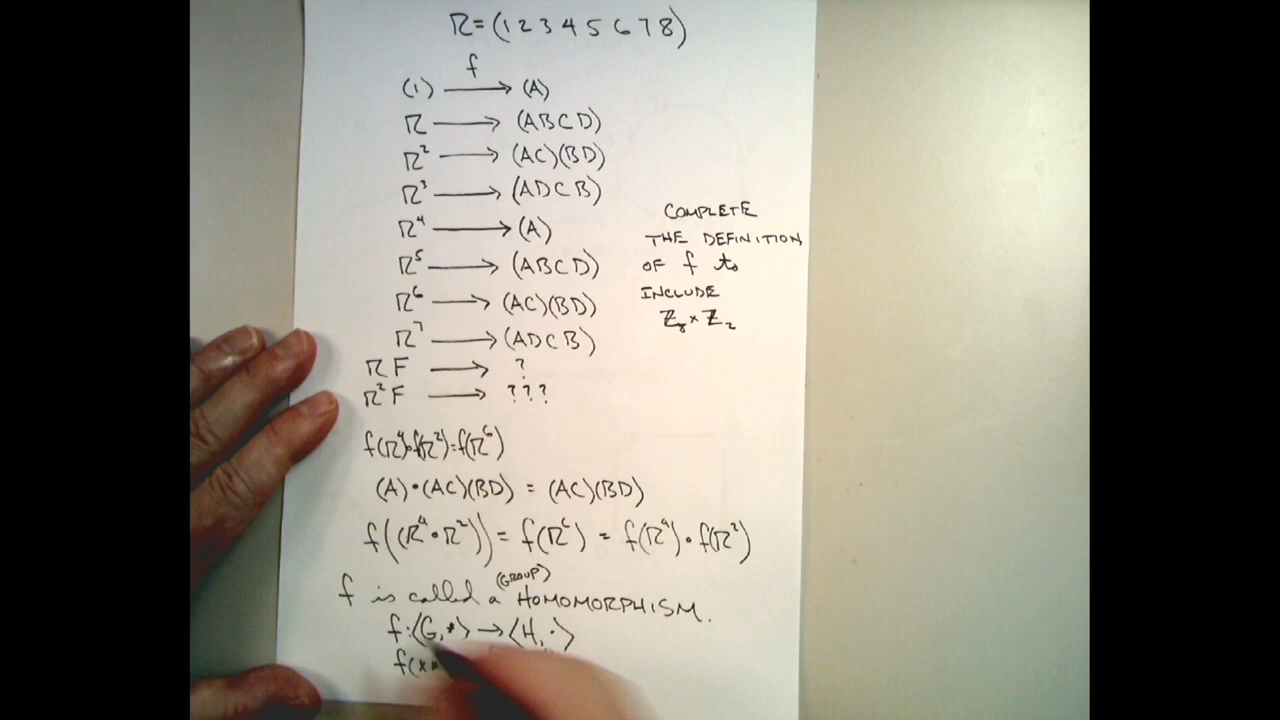 R=(1 2 3 4 5 6 7 8)
f
(1) ⟶ (A)
R ⟶ (ABCD)
R² ⟶ (AC)(BD)
R³ ⟶ (ADCB)
R⁴ ⟶ (A)
R⁵ ⟶ (ABCD)
R⁶ ⟶ (AC)(BD)
R⁷ ⟶ (ADCB)
RF ⟶ ?
R²F ⟶ ???
COMPLETE
THE DEFINITION
OF f to
INCLUDE
Z₈×Z₂
f(R⁴)•f(R²)=f(R⁶)
(A)•(AC)(BD) = (AC)(BD)
f((R⁴•R²)) = f(R⁶) = f(R⁴)•f(R²)
(GROUP)
f is called a HOMOMORPHISM.
f:⟨G,*⟩→⟨H,·⟩
f(x*